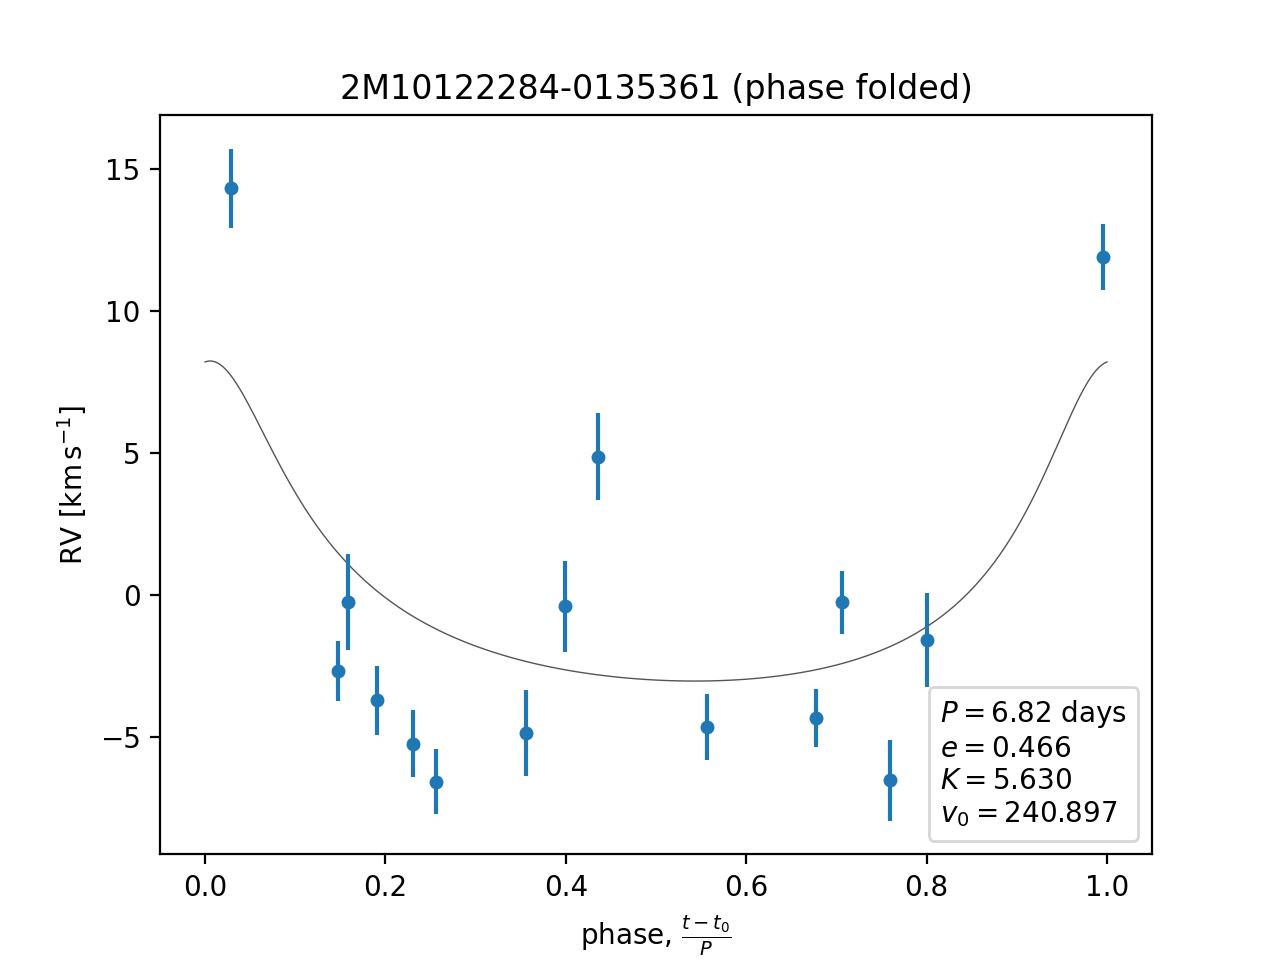 2M10122284-0135361 (phase folded)
RV [km s⁻¹]
15
10
5
0
−5
P = 6.82 days
e = 0.466
K = 5.630
v₀ = 240.897
0.0 0.2 0.4 0.6 0.8 1.0
phase, (t − t₀)/P